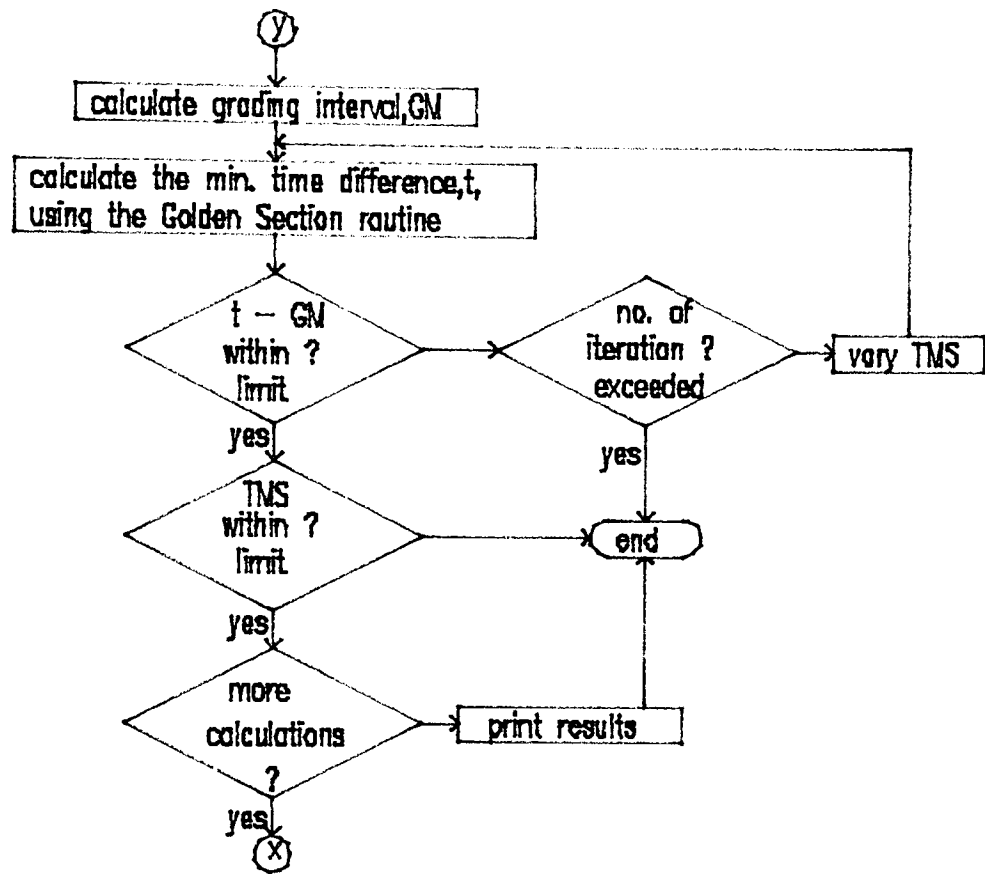 y
calculate grading interval,GM
calculate the min. time difference,t,
using the Golden Section routine
t - GM
within ?
limit
no. of
iteration ?
exceeded
vary TMS
yes
yes
TMS
within ?
limit
end
yes
more
calculations
?
print results
yes
x